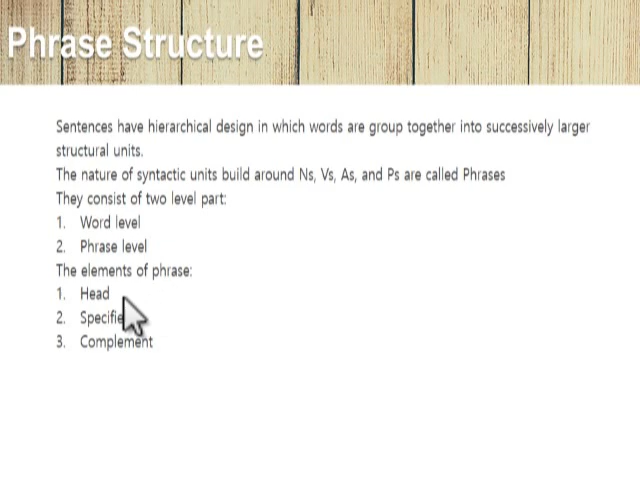 Phrase Structure
Sentences have hierarchical design in which words are group together into successively larger
structural units.
The nature of syntactic units build around Ns, Vs, As, and Ps are called Phrases
They consist of two level part:
1. Word level
2. Phrase level
The elements of phrase:
1. Head
2.
3. Complement